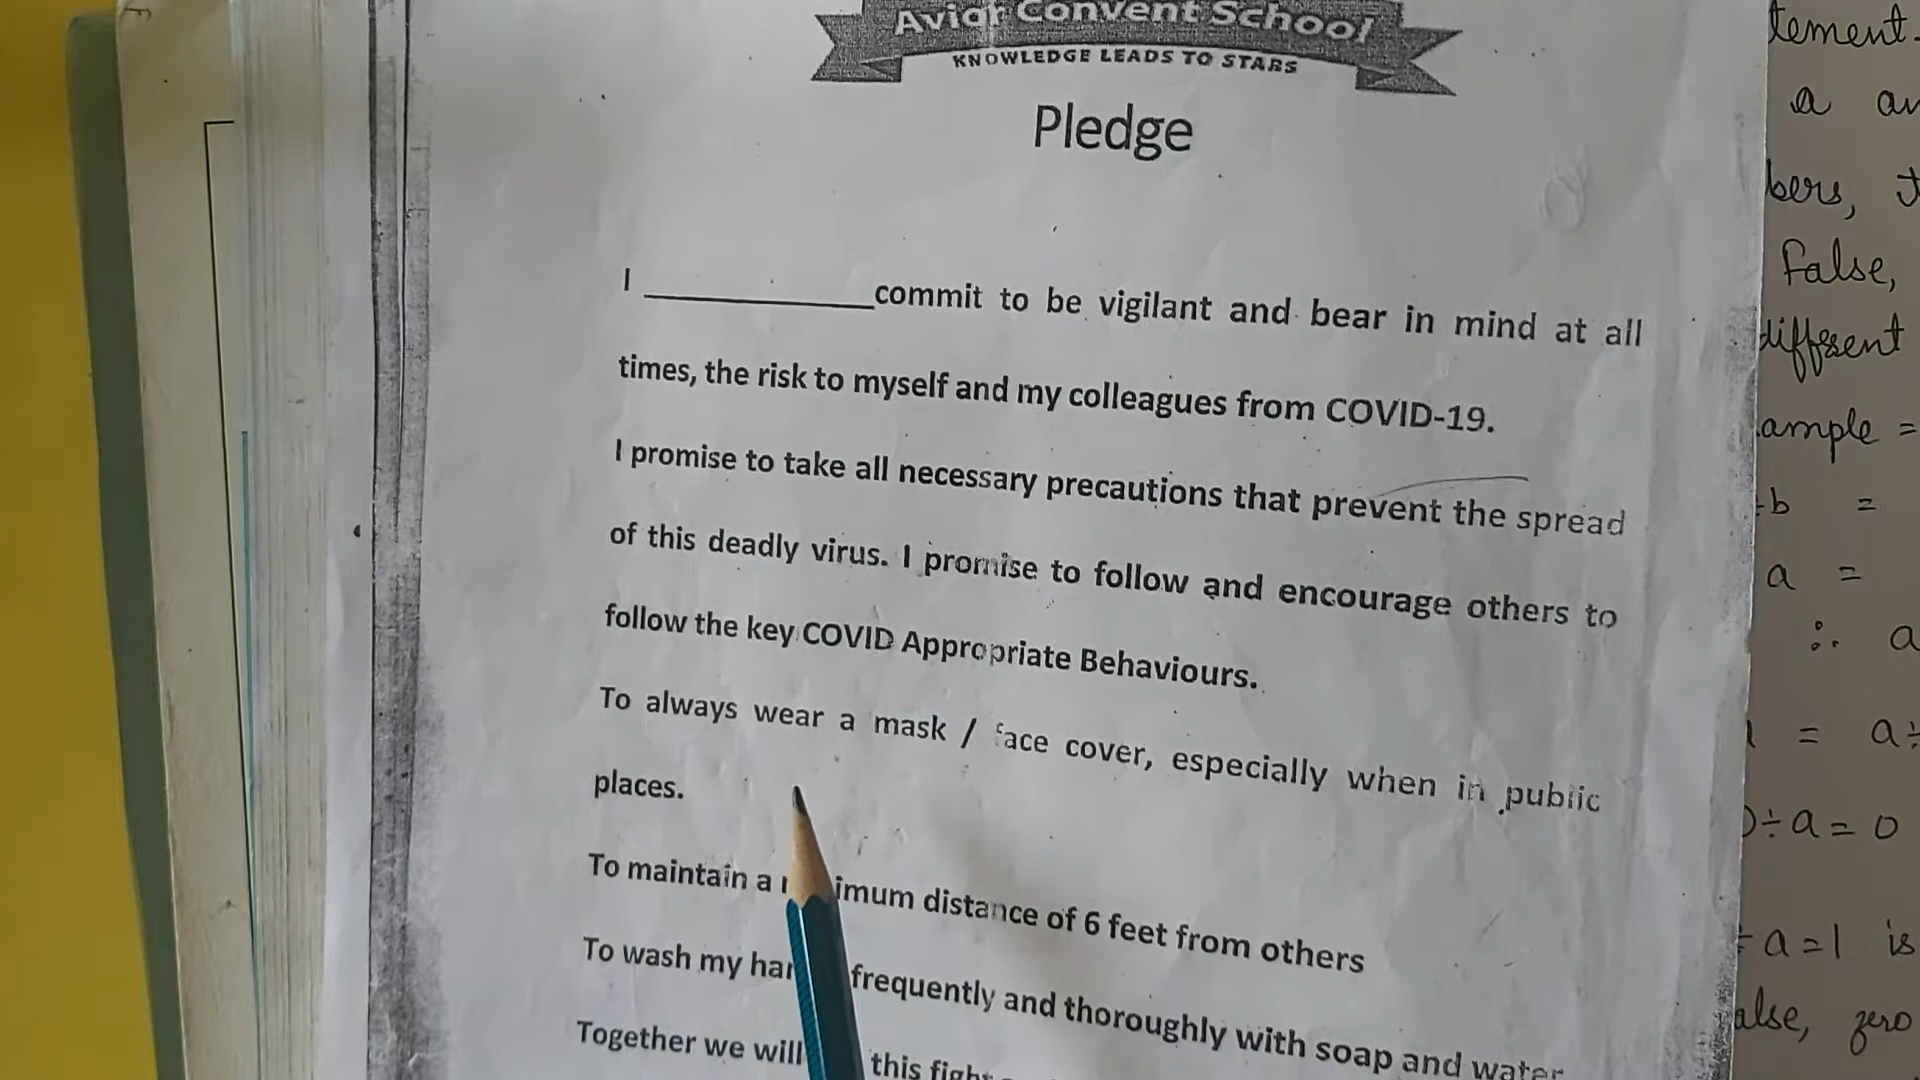 Aviar Convent School
KNOWLEDGE LEADS TO STARS
Pledge
I ____________commit to be vigilant and bear in mind at all
times, the risk to myself and my colleagues from COVID-19.
I promise to take all necessary precautions that prevent the spread
of this deadly virus. I promise to follow and encourage others to
follow the key COVID Appropriate Behaviours.
To always wear a mask / face cover, especially when in public
places.
To maintain a imum distance of 6 feet from others
To wash my frequently and thoroughly with soap and water
Together we will this
a
bers,
False,
different
ample =
b =
a =
∴ a
= a÷
÷a=0
÷a=1 is
zero